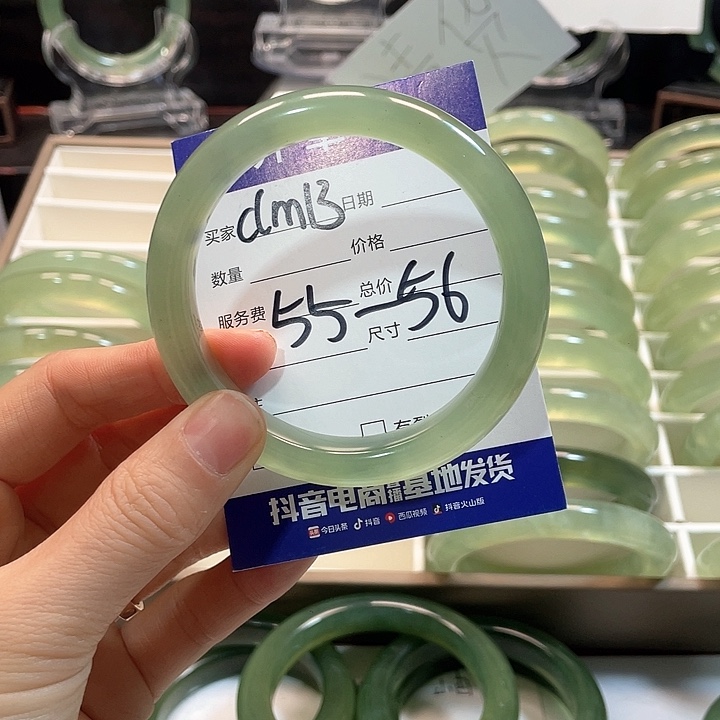 买家 dmB 日期
数量 价格
服务费 55-56 总价
尺寸
抖音电商直播基地发货
今日头条 抖音 西瓜视频 抖音火山版